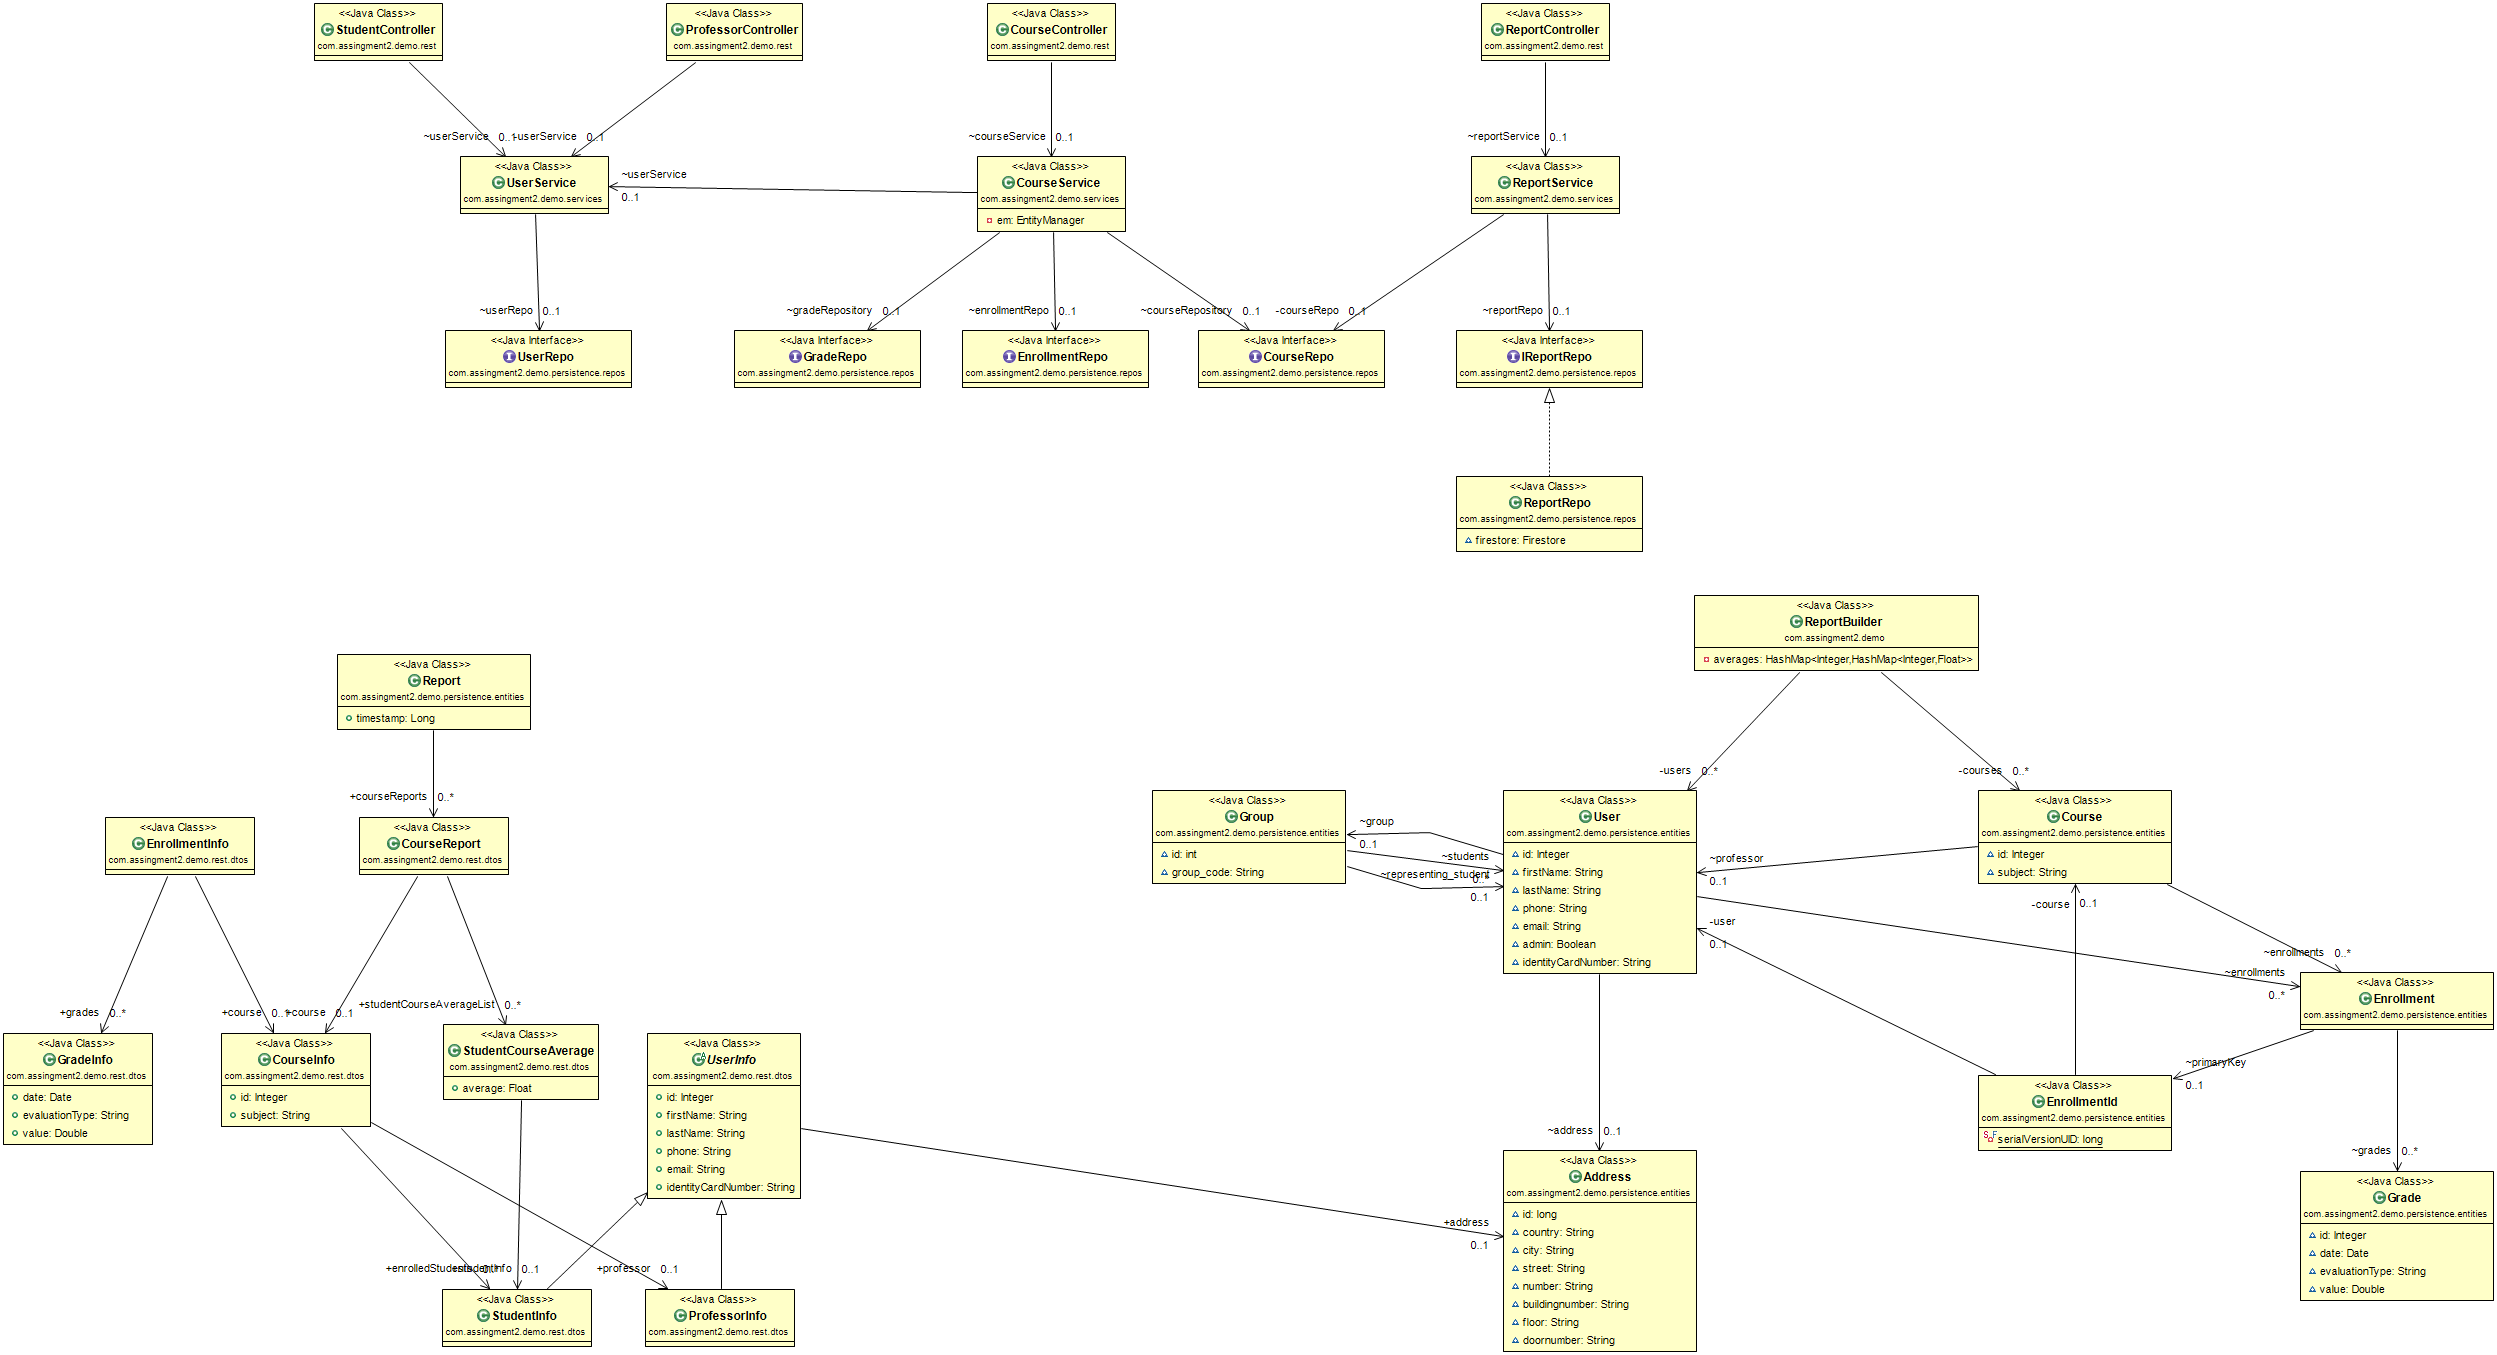 <<Java Class>>
StudentController
com.assingment2.demo.rest
<<Java Class>>
ProfessorController
com.assingment2.demo.rest
<<Java Class>>
CourseController
com.assingment2.demo.rest
<<Java Class>>
ReportController
com.assingment2.demo.rest
~userService 0..1
~userService 0..1
~courseService 0..1
~reportService 0..1
<<Java Class>>
UserService
com.assingment2.demo.services
~userService
0..1
<<Java Class>>
CourseService
com.assingment2.demo.services
em: EntityManager
<<Java Class>>
ReportService
com.assingment2.demo.services
~userRepo 0..1
~gradeRepository 0..1
~enrollmentRepo 0..1
~courseRepository 0..1
-courseRepo 0..1
~reportRepo 0..1
<<Java Interface>>
UserRepo
com.assingment2.demo.persistence.repos
<<Java Interface>>
GradeRepo
com.assingment2.demo.persistence.repos
<<Java Interface>>
EnrollmentRepo
com.assingment2.demo.persistence.repos
<<Java Interface>>
CourseRepo
com.assingment2.demo.persistence.repos
<<Java Interface>>
IReportRepo
com.assingment2.demo.persistence.repos
<<Java Class>>
ReportRepo
com.assingment2.demo.persistence.repos
firestore: Firestore
<<Java Class>>
ReportBuilder
com.assingment2.demo
averages: HashMap<Integer,HashMap<Integer,Float>>
<<Java Class>>
Report
com.assingment2.demo.persistence.entities
timestamp: Long
-users 0..*
-courses 0..*
+courseReports 0..*
<<Java Class>>
Group
com.assingment2.demo.persistence.entities
id: int
group_code: String
~group
0..1
~students
0..*
~representing_student
0..1
<<Java Class>>
User
com.assingment2.demo.persistence.entities
id: Integer
firstName: String
lastName: String
phone: String
email: String
admin: Boolean
identityCardNumber: String
<<Java Class>>
Course
com.assingment2.demo.persistence.entities
id: Integer
subject: String
~professor
0..1
-course 0..1
-user
0..1
~enrollments 0..*
~enrollments
0..*
<<Java Class>>
EnrollmentInfo
com.assingment2.demo.rest.dtos
<<Java Class>>
CourseReport
com.assingment2.demo.rest.dtos
<<Java Class>>
Enrollment
com.assingment2.demo.persistence.entities
+grades 0..*
+course 0..1
+course 0..1
+studentCourseAverageList 0..*
~primaryKey
0..1
<<Java Class>>
GradeInfo
com.assingment2.demo.rest.dtos
date: Date
evaluationType: String
value: Double
<<Java Class>>
CourseInfo
com.assingment2.demo.rest.dtos
id: Integer
subject: String
<<Java Class>>
StudentCourseAverage
com.assingment2.demo.rest.dtos
average: Float
<<Java Class>>
UserInfo
com.assingment2.demo.rest.dtos
id: Integer
firstName: String
lastName: String
phone: String
email: String
identityCardNumber: String
<<Java Class>>
EnrollmentId
com.assingment2.demo.persistence.entities
serialVersionUID: long
~address 0..1
~grades 0..*
<<Java Class>>
Address
com.assingment2.demo.persistence.entities
id: long
country: String
city: String
street: String
number: String
buildingnumber: String
floor: String
doornumber: String
<<Java Class>>
Grade
com.assingment2.demo.persistence.entities
id: Integer
date: Date
evaluationType: String
value: Double
+address
0..1
+enrolledStudents 0..*
+studentInfo 0..1
+professor 0..1
<<Java Class>>
StudentInfo
com.assingment2.demo.rest.dtos
<<Java Class>>
ProfessorInfo
com.assingment2.demo.rest.dtos